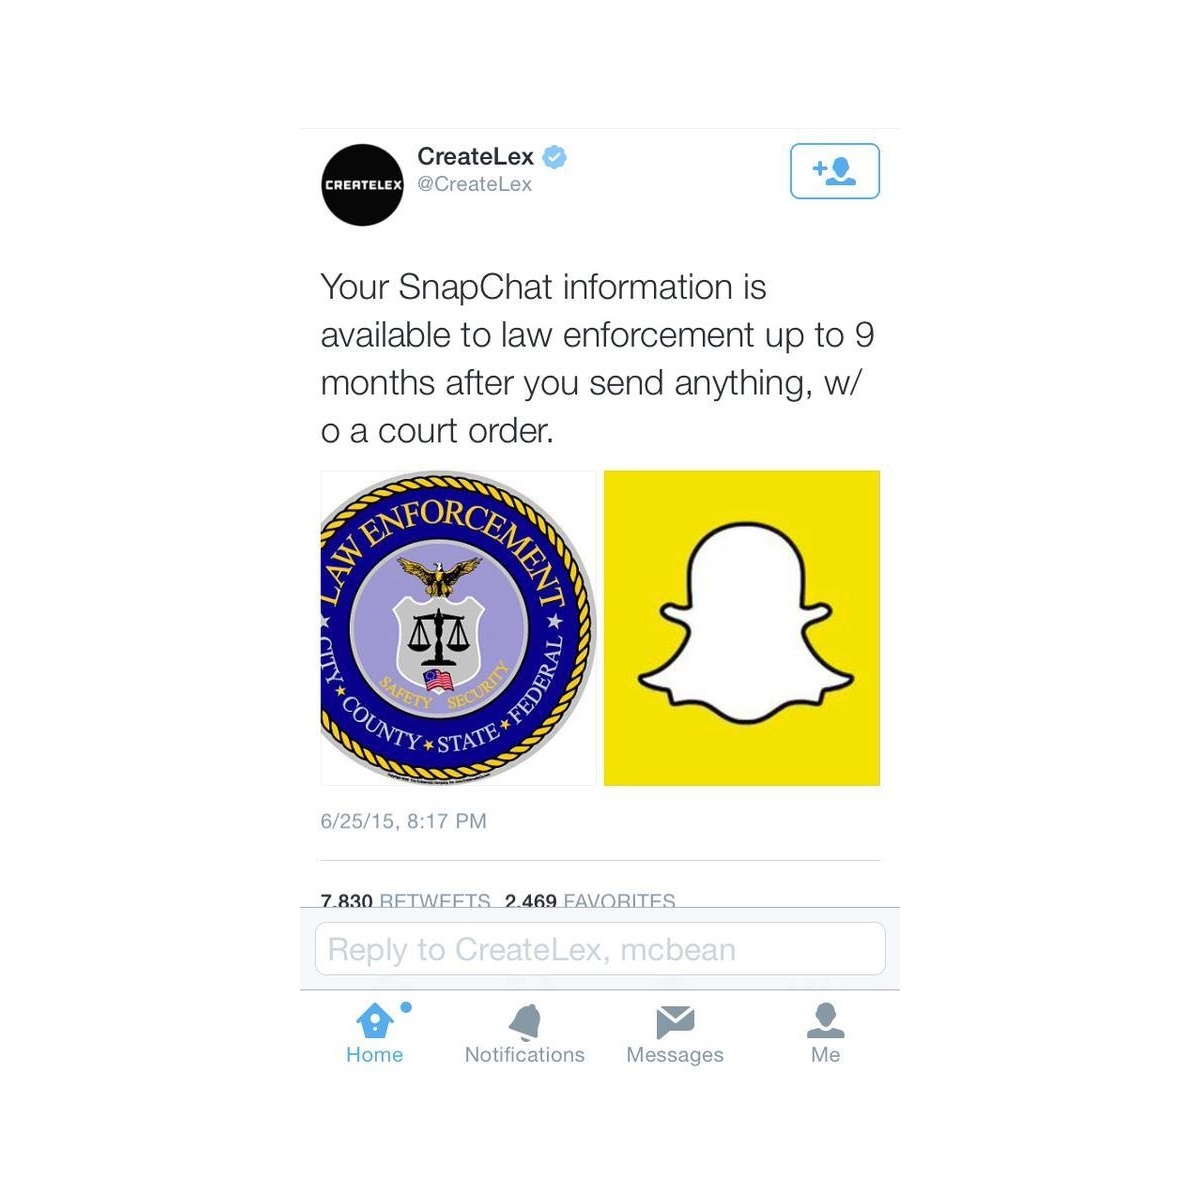 CreateLex
CREATELEX
@CreateLex
Your SnapChat information is
available to law enforcement up to 9
months after you send anything, w/
o a court order.
LAW ENFORCEMENT
SAFETY SECURITY
CITY ★ COUNTY ★ STATE ★ FEDERAL
6/25/15, 8:17 PM
7,830 RETWEETS 2,469 FAVORITES
Reply to CreateLex, mcbean
Home Notifications Messages Me